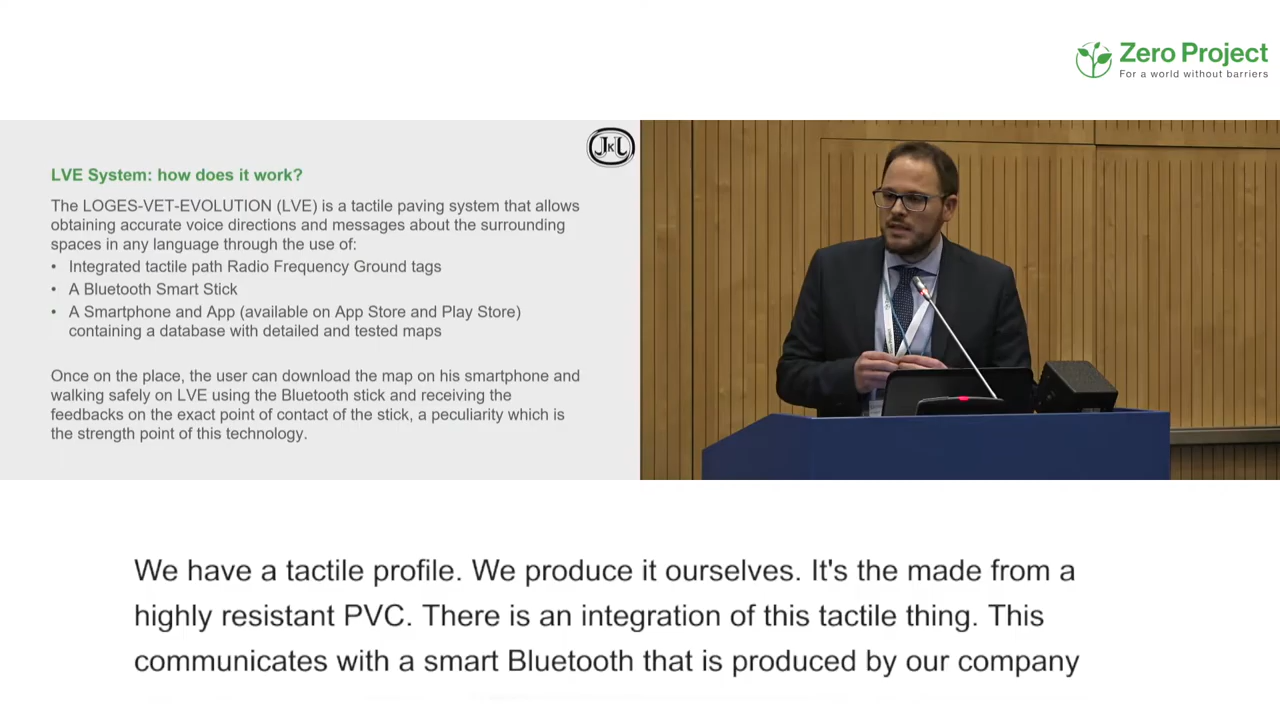 Zero Project
For a world without barriers
JKJ
LVE System: how does it work?
The LOGES-VET-EVOLUTION (LVE) is a tactile paving system that allows
obtaining accurate voice directions and messages about the surrounding
spaces in any language through the use of:
• Integrated tactile path Radio Frequency Ground tags
• A Bluetooth Smart Stick
• A Smartphone and App (available on App Store and Play Store)
containing a database with detailed and tested maps
Once on the place, the user can download the map on his smartphone and
walking safely on LVE using the Bluetooth stick and receiving the
feedbacks on the exact point of contact of the stick, a peculiarity which is
the strength point of this technology.
We have a tactile profile. We produce it ourselves. It's the made from a
highly resistant PVC. There is an integration of this tactile thing. This
communicates with a smart Bluetooth that is produced by our company